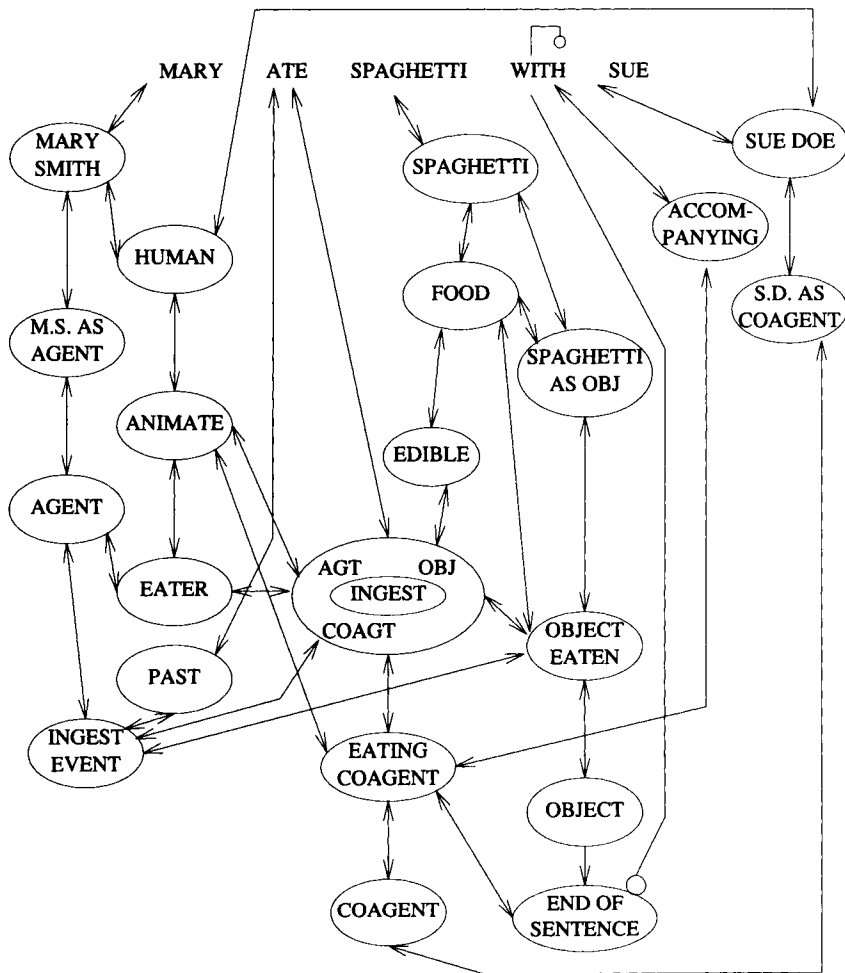 MARY ATE SPAGHETTI WITH SUE
MARY
SMITH
SPAGHETTI
SUE DOE
ACCOM-
PANYING
HUMAN
FOOD
S.D. AS
COAGENT
M.S. AS
AGENT
SPAGHETTI
AS OBJ
ANIMATE
EDIBLE
AGENT
AGT OBJ
EATER
INGEST
COAGT
OBJECT
EATEN
PAST
INGEST
EVENT
EATING
COAGENT
OBJECT
COAGENT
END OF
SENTENCE